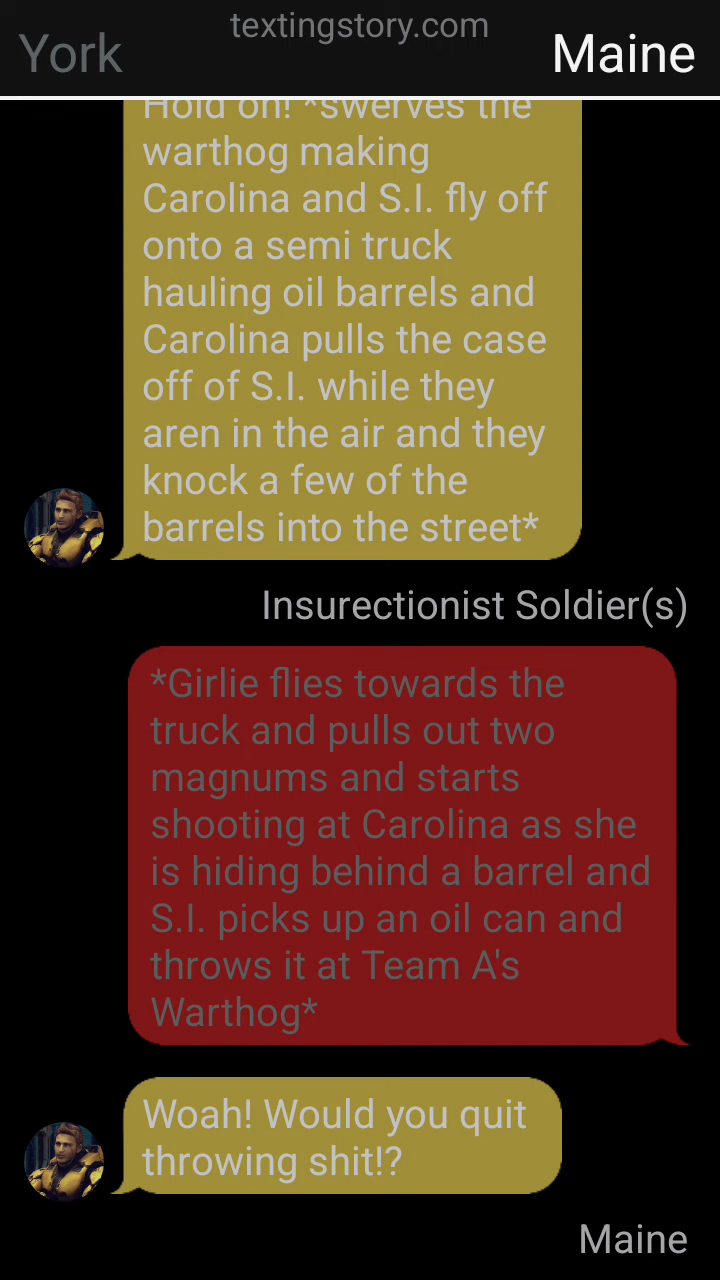 textingstory.com
York
Maine
Hold on! *swerves the
warthog making
Carolina and S.I. fly off
onto a semi truck
hauling oil barrels and
Carolina pulls the case
off of S.I. while they
aren in the air and they
knock a few of the
barrels into the street*
Insurectionist Soldier(s)
*Girlie flies towards the
truck and pulls out two
magnums and starts
shooting at Carolina as she
is hiding behind a barrel and
S.I. picks up an oil can and
throws it at Team A's
Warthog*
Woah! Would you quit
throwing shit!?
Maine